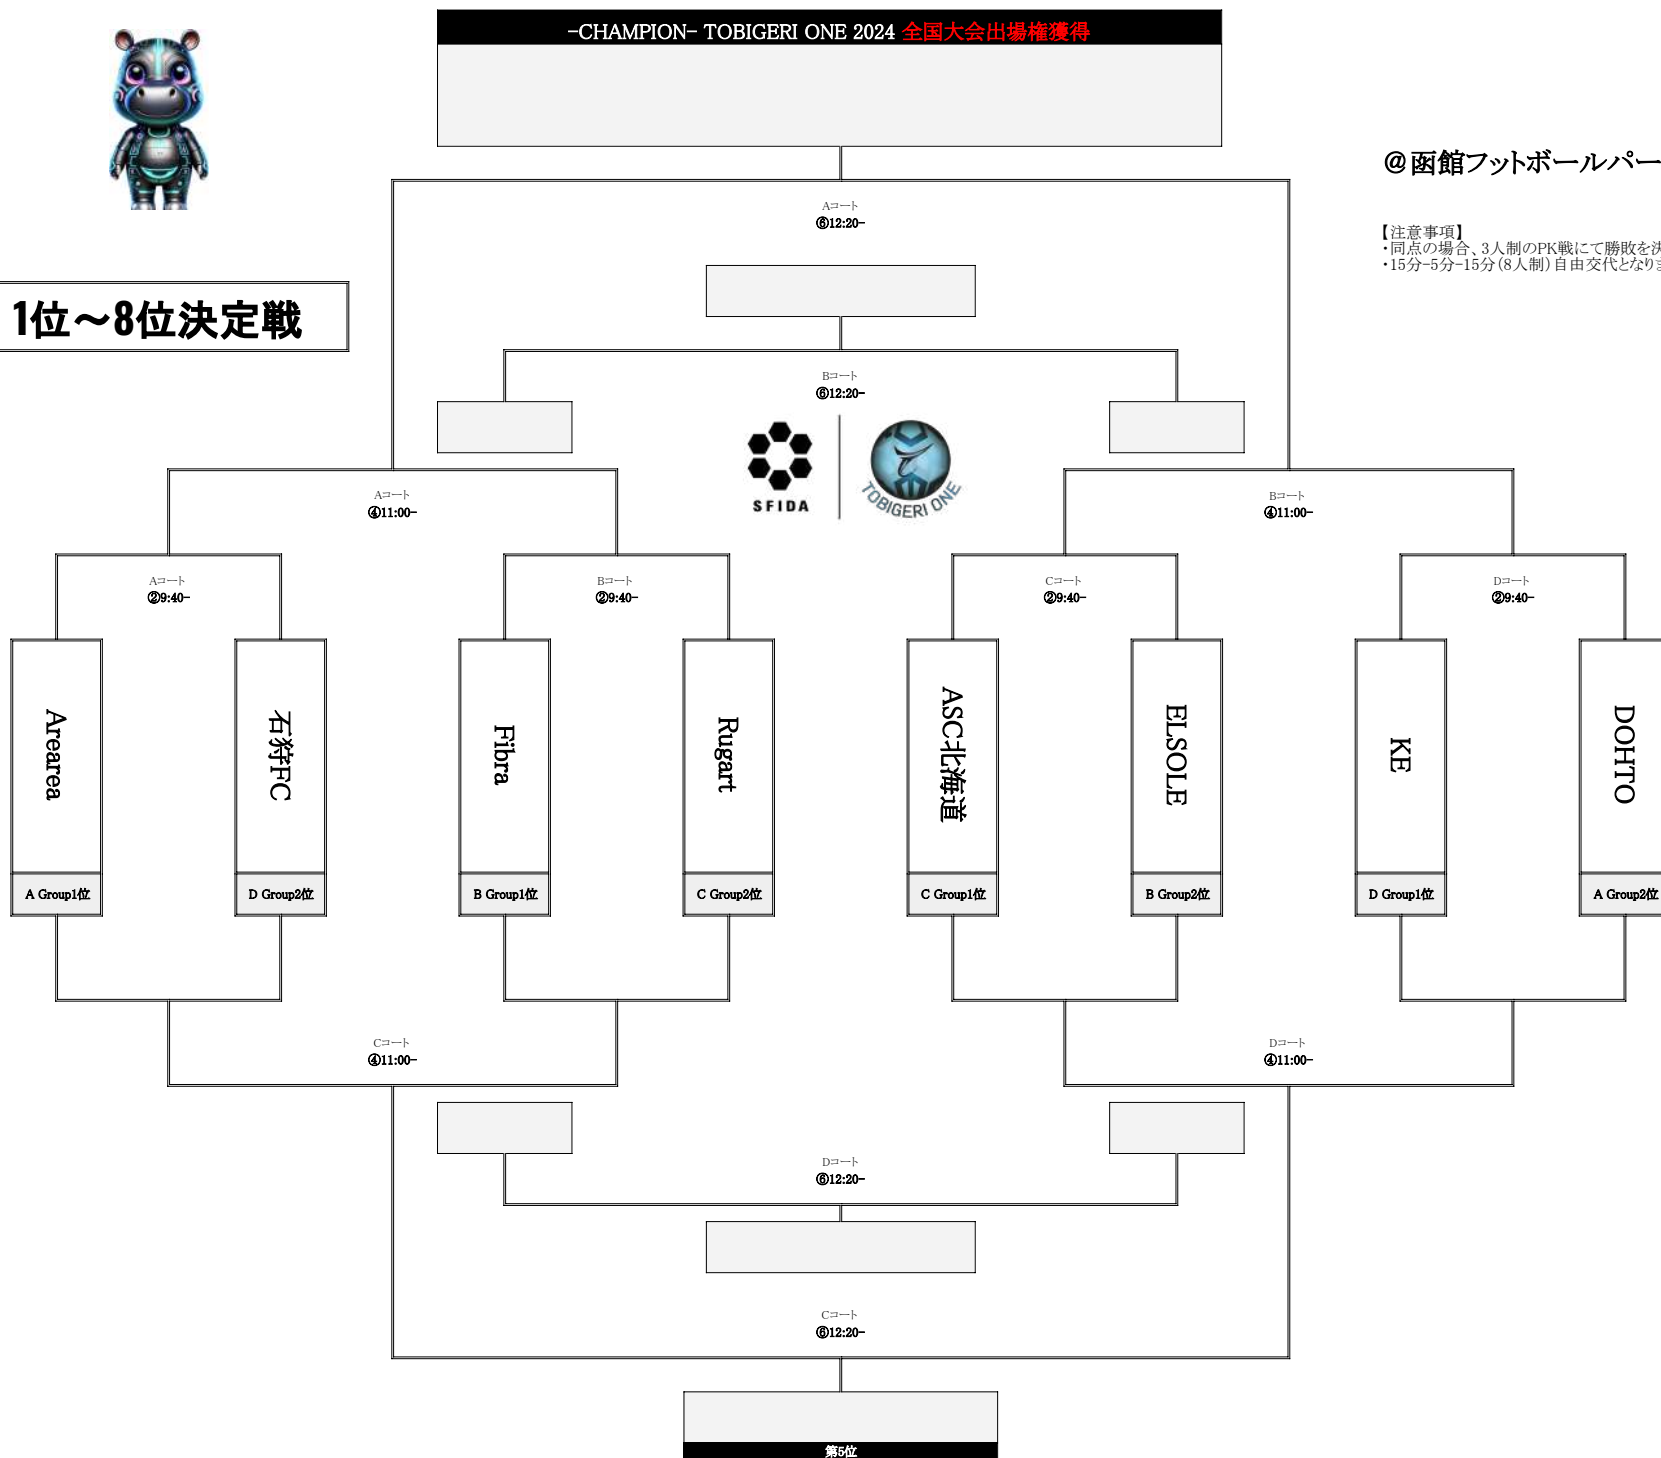 -CHAMPION- TOBIGERI ONE 2024 全国大会出場権獲得
@函館フットボールパー
Aコート
⑥12:20-
【注意事項】
・同点の場合、3人制のPK戦にて勝敗を決
・15分-5分-15分(8人制)自由交代となりま
1位～8位決定戦
Bコート
⑥12:20-
SFIDA
TOBIGERI ONE
Aコート
④11:00-
Bコート
④11:00-
Aコート
②9:40-
Bコート
②9:40-
Cコート
②9:40-
Dコート
②9:40-
Arearea
石狩FC
Fibra
Rugart
ASC北海道
ELSOLE
KE
DOHTO
A Group1位
D Group2位
B Group1位
C Group2位
C Group1位
B Group2位
D Group1位
A Group2位
Cコート
④11:00-
Dコート
④11:00-
Dコート
⑥12:20-
Cコート
⑥12:20-
第5位